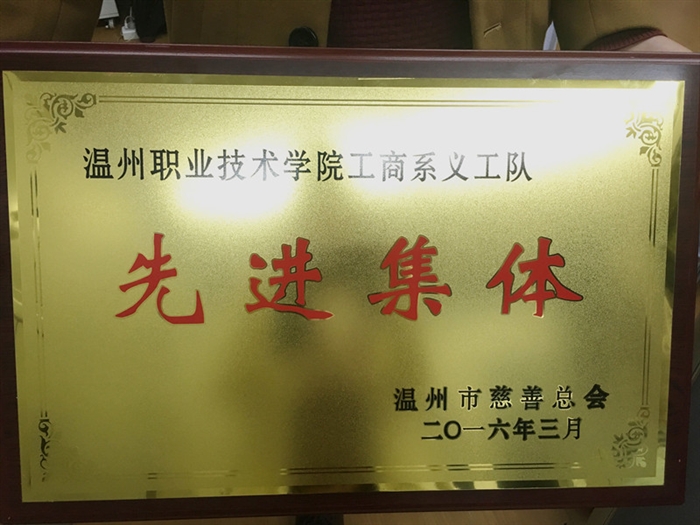 温州职业技术学院工商系义工队
先进集体
温州市慈善总会
二〇一六年三月